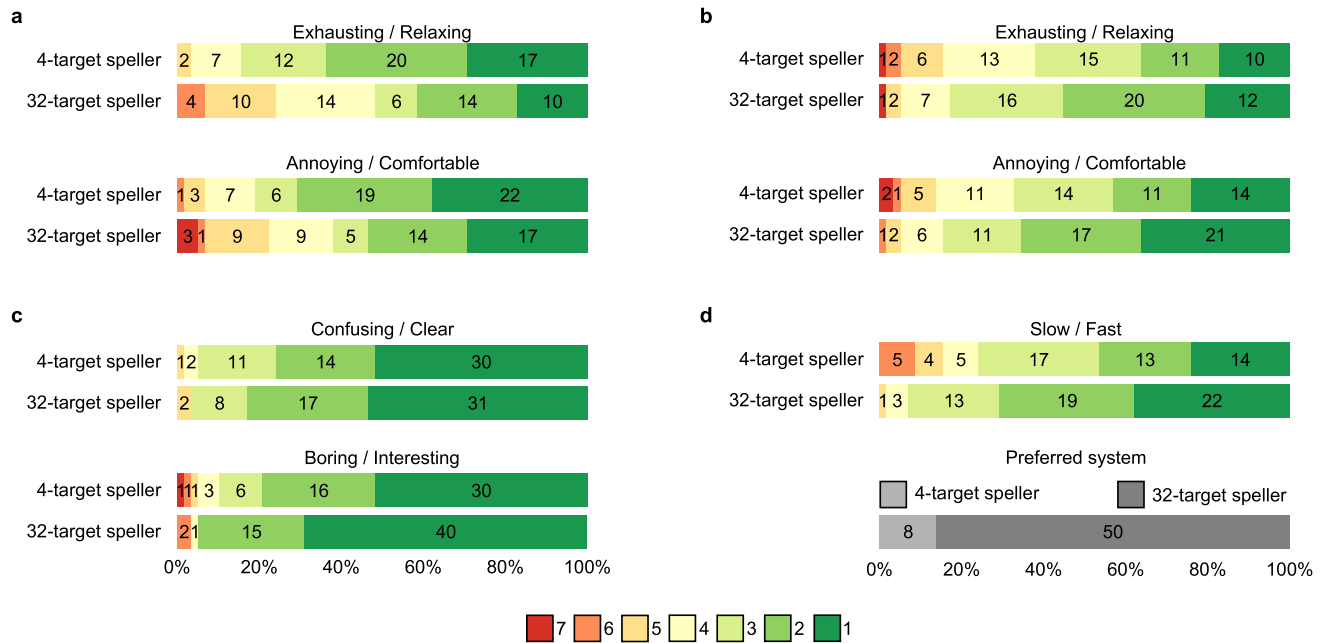 a
Exhausting / Relaxing
4-target speller 2 7 12 20 17
32-target speller 4 10 14 6 14 10
Annoying / Comfortable
4-target speller 1 3 7 6 19 22
32-target speller 3 1 9 9 5 14 17
b
Exhausting / Relaxing
4-target speller 1 2 6 13 15 11 10
32-target speller 1 2 7 16 20 12
Annoying / Comfortable
4-target speller 2 1 5 11 14 11 14
32-target speller 1 2 6 11 17 21
c
Confusing / Clear
4-target speller 1 2 11 14 30
32-target speller 2 8 17 31
Boring / Interesting
4-target speller 1 1 1 3 6 16 30
32-target speller 2 1 15 40
0% 20% 40% 60% 80% 100%
d
Slow / Fast
4-target speller 5 4 5 17 13 14
32-target speller 1 3 13 19 22
Preferred system
4-target speller 32-target speller
8 50
0% 20% 40% 60% 80% 100%
7 6 5 4 3 2 1